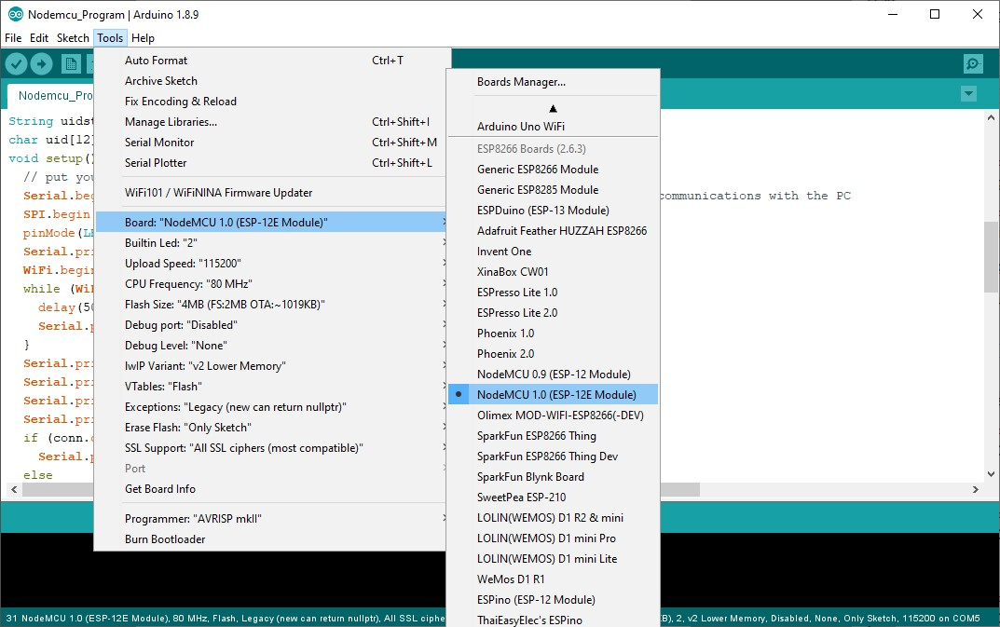 Nodemcu_Program | Arduino 1.8.9
File Edit Sketch Tools Help
Nodemcu_Pro
Auto Format Ctrl+T
Archive Sketch
Fix Encoding & Reload
Manage Libraries... Ctrl+Shift+I
Serial Monitor Ctrl+Shift+M
Serial Plotter Ctrl+Shift+L
WiFi101 / WiFiNINA Firmware Updater
Board: "NodeMCU 1.0 (ESP-12E Module)"
Builtin Led: "2"
Upload Speed: "115200"
CPU Frequency: "80 MHz"
Flash Size: "4MB (FS:2MB OTA:~1019KB)"
Debug port: "Disabled"
Debug Level: "None"
lwIP Variant: "v2 Lower Memory"
VTables: "Flash"
Exceptions: "Legacy (new can return nullptr)"
Erase Flash: "Only Sketch"
SSL Support: "All SSL ciphers (most compatible)"
Port
Get Board Info
Programmer: "AVRISP mkII"
Burn Bootloader
Boards Manager...
Arduino Uno WiFi
ESP8266 Boards (2.6.3)
Generic ESP8266 Module
Generic ESP8285 Module
ESPDuino (ESP-13 Module)
Adafruit Feather HUZZAH ESP8266
Invent One
XinaBox CW01
ESPresso Lite 1.0
ESPresso Lite 2.0
Phoenix 1.0
Phoenix 2.0
NodeMCU 0.9 (ESP-12 Module)
NodeMCU 1.0 (ESP-12E Module)
Olimex MOD-WIFI-ESP8266(-DEV)
SparkFun ESP8266 Thing
SparkFun ESP8266 Thing Dev
SparkFun Blynk Board
SweetPea ESP-210
LOLIN(WEMOS) D1 R2 & mini
LOLIN(WEMOS) D1 mini Pro
LOLIN(WEMOS) D1 mini Lite
WeMos D1 R1
ESPino (ESP-12 Module)
ThaiEasyElec's ESPino
String uidst
char uid[12]
void setup()
// put you
Serial.beg communications with the PC
SPI.begin
pinMode(L
Serial.pri
WiFi.begin
while (Wi
delay(50
Serial.p
}
Serial.pri
Serial.pri
Serial.pri
Serial.pri
if (conn.
Serial.p
else
31 NodeMCU 1.0 (ESP-12E Module), 80 MHz, Flash, Legacy (new can return nullptr), All SSL ciphe B), 2, v2 Lower Memory, Disabled, None, Only Sketch, 115200 on COM5